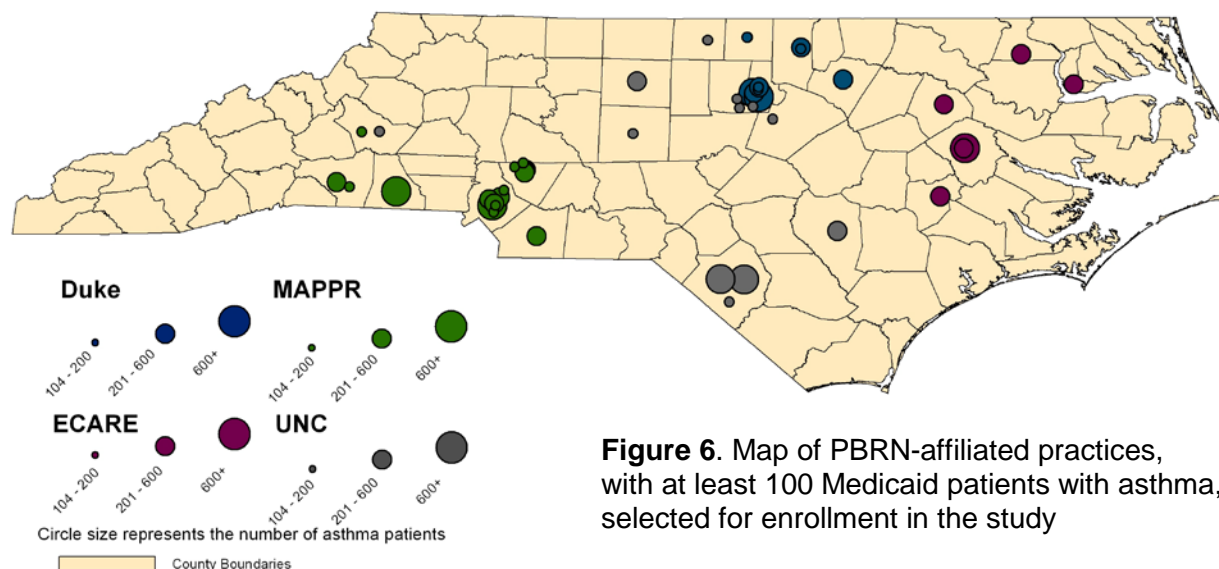 Duke
104 - 200
201 - 600
600+
MAPPR
104 - 200
201 - 600
600+
ECARE
104 - 200
201 - 600
600+
UNC
104 - 200
201 - 600
600+
Circle size represents the number of asthma patients
County Boundaries
Figure 6. Map of PBRN-affiliated practices,
with at least 100 Medicaid patients with asthma,
selected for enrollment in the study